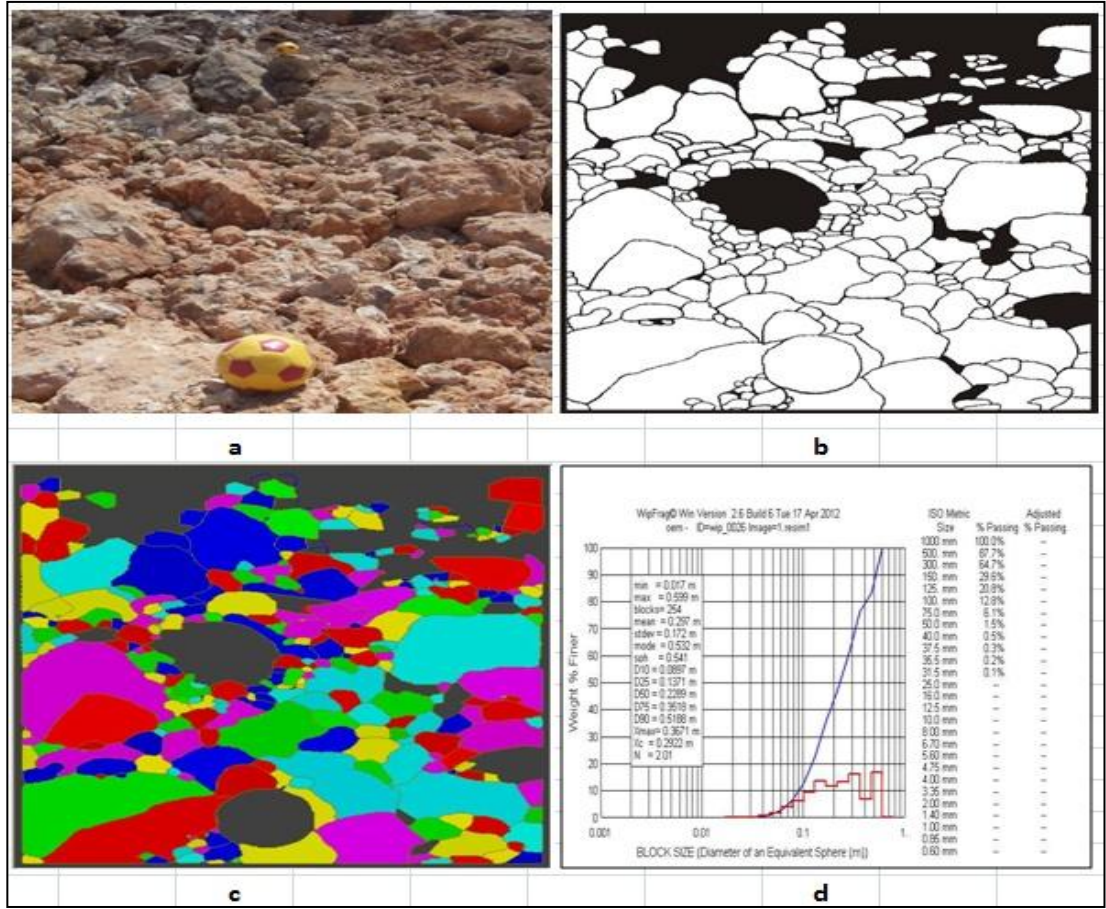 a
b
WipFrag© Win Version 2.6 Build 6 Tue 17 Apr 2012
oem - ID=wip_0026 Image=1.resim1
min = 0.017 m
max = 0.599 m
blocks= 254
mean = 0.297 m
stdev = 0.172 m
mode = 0.532 m
sph = 0.541
D10 = 0.0897 m
D25 = 0.1371 m
D50 = 0.2289 m
D75 = 0.3518 m
D90 = 0.5188 m
Xmax= 0.3671 m
Xc = 0.2922 m
N = 2.01
Weight % Finer
100
90
80
70
60
50
40
30
20
10
0
0.001 0.01 0.1 1.
BLOCK SIZE (Diameter of an Equivalent Sphere (m))
ISO Metric Adjusted
Size % Passing % Passing
1000 mm 100.0% --
500. mm 87.7% --
300. mm 64.7% --
150. mm 29.6% --
125. mm 20.8% --
100. mm 12.8% --
75.0 mm 6.1% --
50.0 mm 1.5% --
40.0 mm 0.5% --
37.5 mm 0.3% --
35.5 mm 0.2% --
31.5 mm 0.1% --
25.0 mm -- --
16.0 mm -- --
12.5 mm -- --
10.0 mm -- --
8.00 mm -- --
6.70 mm -- --
5.60 mm -- --
4.75 mm -- --
4.00 mm -- --
3.35 mm -- --
2.00 mm -- --
1.40 mm -- --
1.00 mm -- --
0.85 mm -- --
0.60 mm -- --
c
d